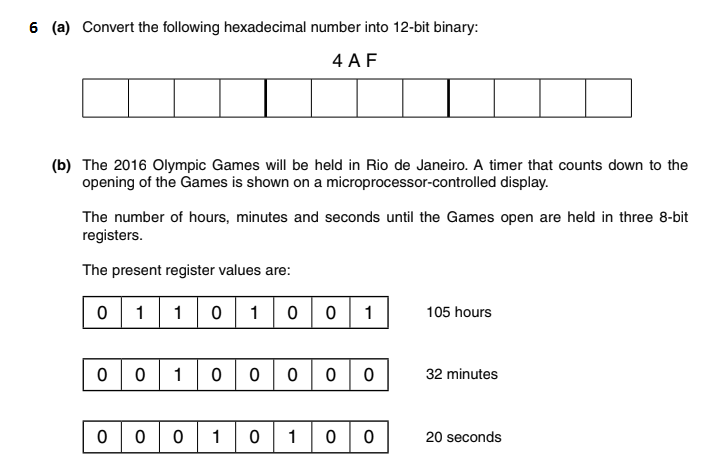 6 (a) Convert the following hexadecimal number into 12-bit binary:
4 A F
(b) The 2016 Olympic Games will be held in Rio de Janeiro. A timer that counts down to the
opening of the Games is shown on a microprocessor-controlled display.
The number of hours, minutes and seconds until the Games open are held in three 8-bit
registers.
The present register values are:
0 1 1 0 1 0 0 1 105 hours
0 0 1 0 0 0 0 0 32 minutes
0 0 0 1 0 1 0 0 20 seconds